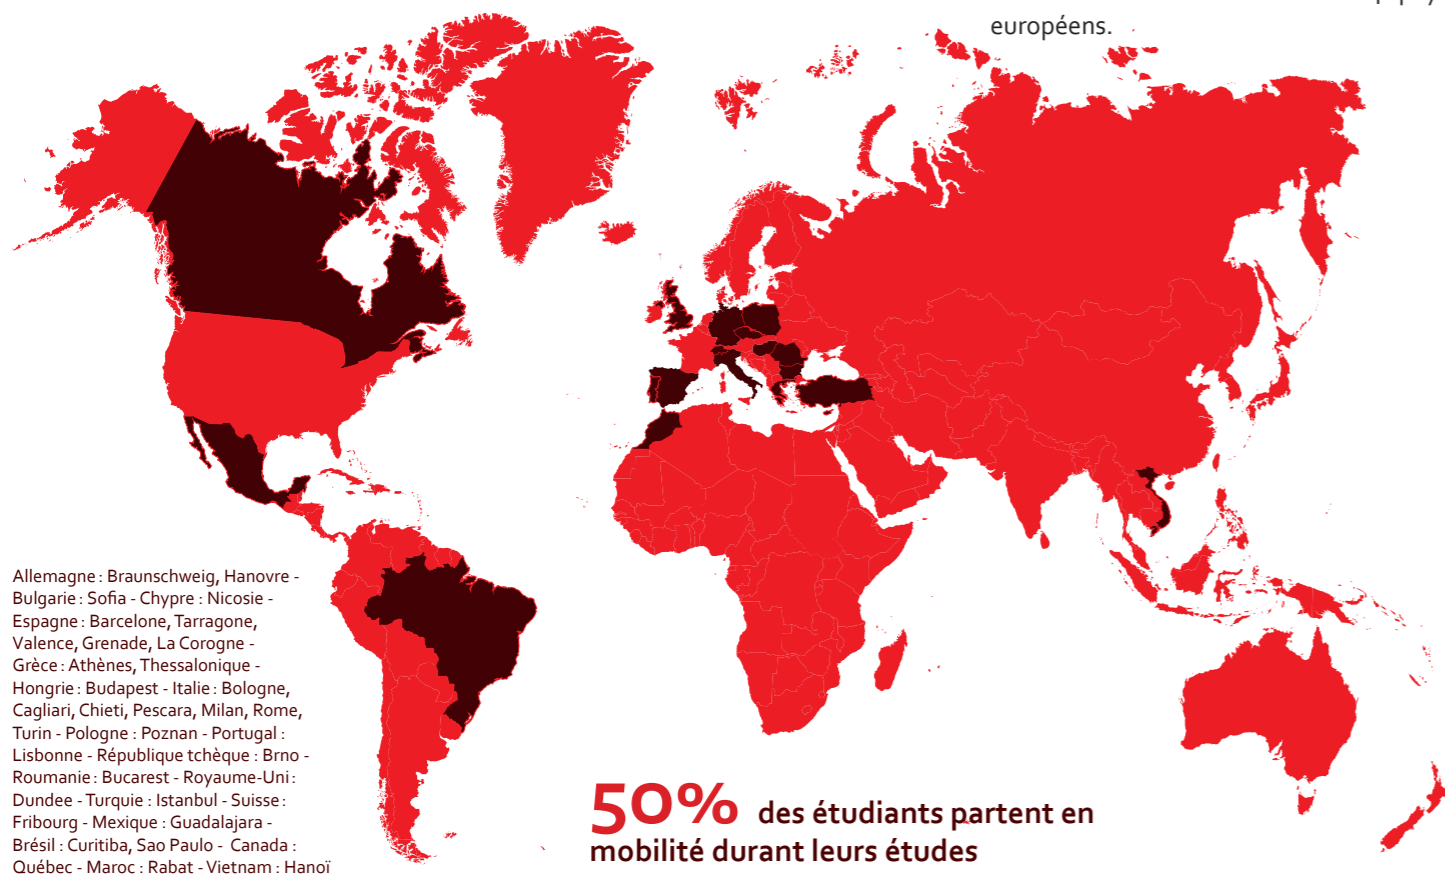 européens.
Allemagne : Braunschweig, Hanovre -
Bulgarie : Sofia - Chypre : Nicosie -
Espagne : Barcelone, Tarragone,
Valence, Grenade, La Corogne -
Grèce : Athènes, Thessalonique -
Hongrie : Budapest - Italie : Bologne,
Cagliari, Chieti, Pescara, Milan, Rome,
Turin - Pologne : Poznan - Portugal :
Lisbonne - République tchèque : Brno -
Roumanie : Bucarest - Royaume-Uni :
Dundee - Turquie : Istanbul - Suisse :
Fribourg - Mexique : Guadalajara -
Brésil : Curitiba, Sao Paulo - Canada :
Québec - Maroc : Rabat - Vietnam : Hanoï
50% des étudiants partent en
mobilité durant leurs études